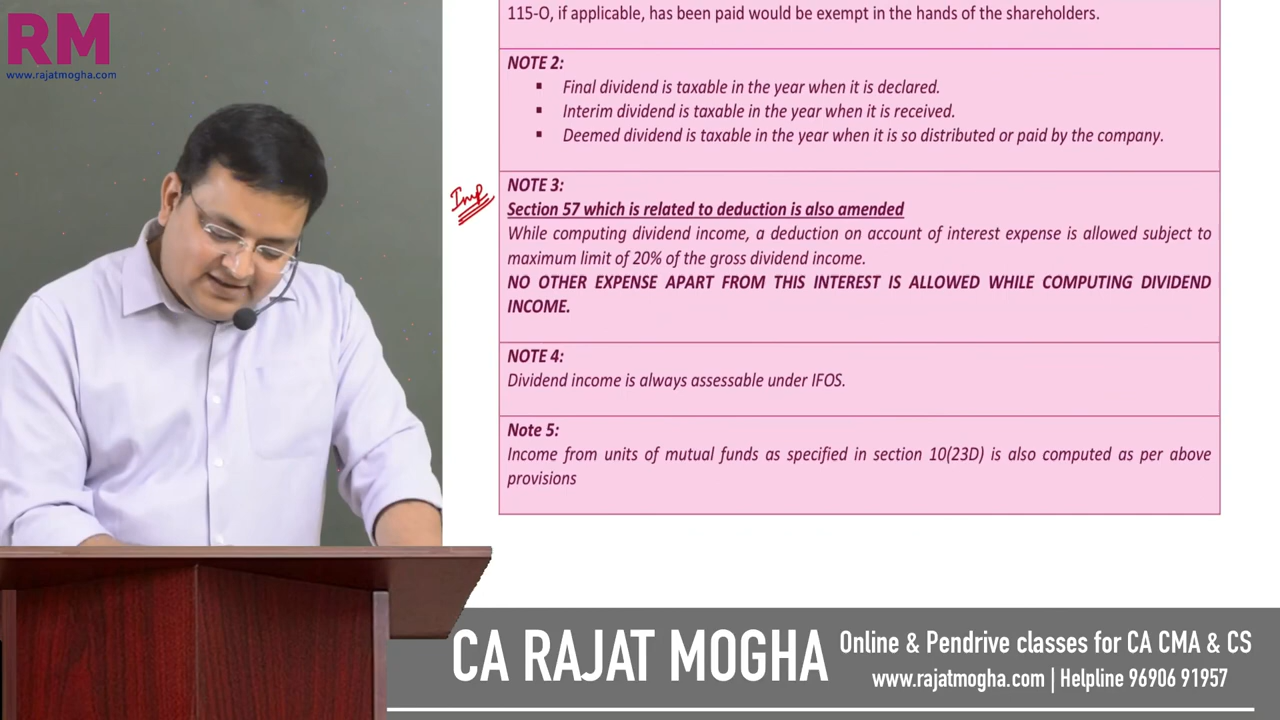 RM
www.rajatmogha.com
115-O, if applicable, has been paid would be exempt in the hands of the shareholders.
NOTE 2:
▪ Final dividend is taxable in the year when it is declared.
▪ Interim dividend is taxable in the year when it is received.
▪ Deemed dividend is taxable in the year when it is so distributed or paid by the company.
Imp
NOTE 3:
Section 57 which is related to deduction is also amended
While computing dividend income, a deduction on account of interest expense is allowed subject to
maximum limit of 20% of the gross dividend income.
NO OTHER EXPENSE APART FROM THIS INTEREST IS ALLOWED WHILE COMPUTING DIVIDEND
INCOME.
NOTE 4:
Dividend income is always assessable under IFOS.
Note 5:
Income from units of mutual funds as specified in section 10(23D) is also computed as per above
provisions
CA RAJAT MOGHA
Online & Pendrive classes for CA CMA & CS
www.rajatmogha.com | Helpline 96906 91957